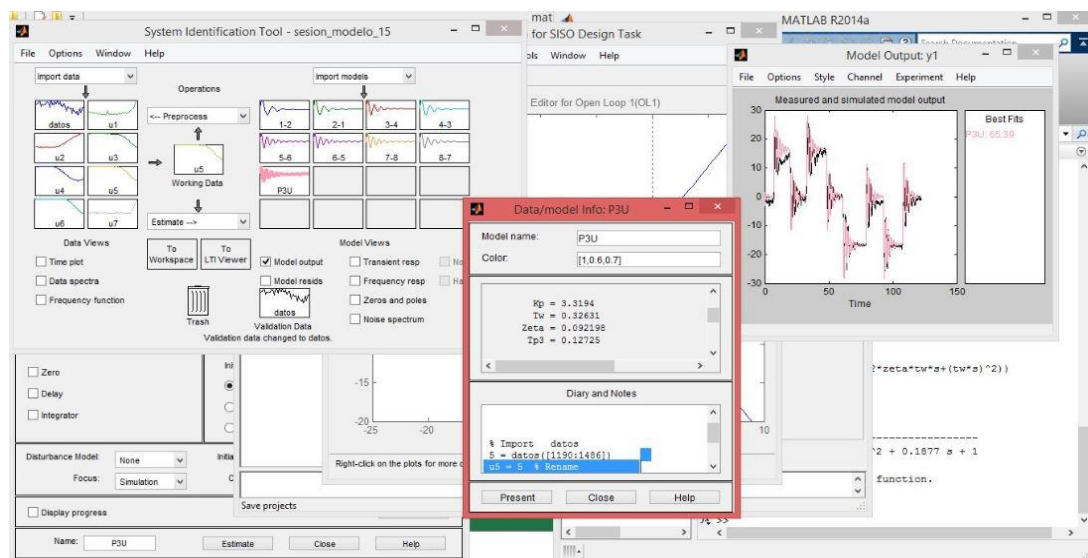 System Identification Tool - sesion_modelo_15
File Options Window Help
Import data
Import models
Operations
<-- Preprocess
datos
u1
u2
u3
u4
u5
u6
u7
u5
Working Data
Estimate -->
1-2
2-1
3-4
4-3
5-6
6-5
7-8
8-7
P3U
Data Views
Time plot
Data spectra
Frequency function
To Workspace
To LTI Viewer
Trash
Model Views
Model output
Model resids
Transient resp
Frequency resp
Zeros and poles
Noise spectrum
datos
Validation Data
Validation data changed to datos.
mat
for SISO Design Task
Window Help
Editor for Open Loop 1(OL1)
-15
-20
-25
-20
10
Right-click on the plots for more
MATLAB R2014a
Search Documentation
Model Output: y1
File Options Style Channel Experiment Help
Measured and simulated model output
30
20
10
0
-10
-20
-30
0
50
100
150
Time
Best Fits
P3U: 65.39
Data/model Info: P3U
Model name:
P3U
Color:
[1,0.6,0.7]
Kp = 3.3194
Tw = 0.32631
Zeta = 0.092198
Tp3 = 0.12725
Diary and Notes
% Import datos
5 = datos([1190:1486])
u5 = 5 % Rename
Present
Close
Help
2*zeta*tw*s+(tw*s)^2))
-----------------
^2 + 0.1877 s + 1
function.
>>
Zero
Delay
Integrator
Disturbance Model:
None
Focus:
Simulation
Display progress
Save projects
Name:
P3U
Estimate
Close
Help